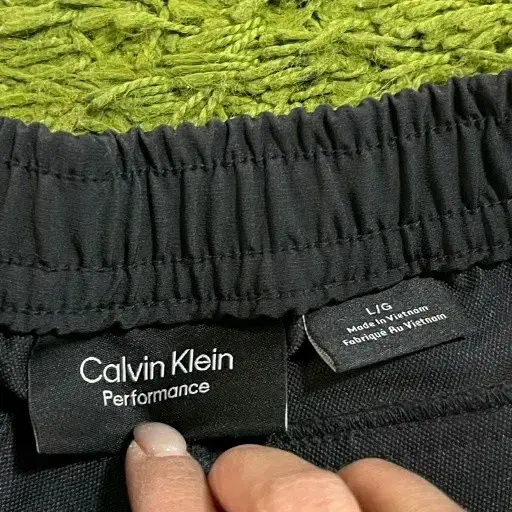 Calvin Klein
Performance
L/G
Made in Vietnam
Fabriqué Au Vietnam